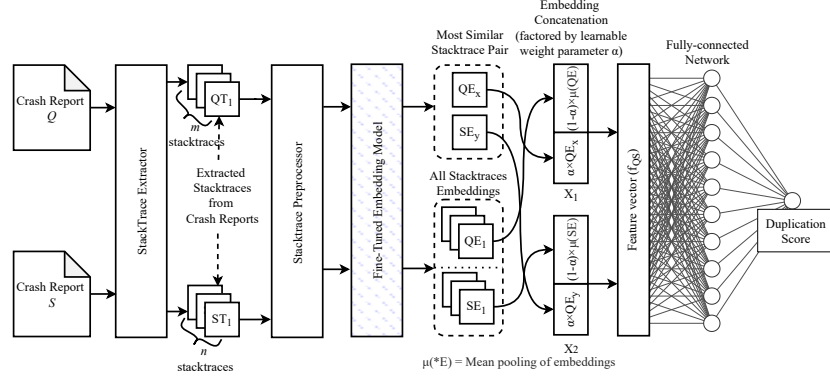 Embedding
Concatenation
(factored by learnable
weight parameter α)
Most Similar
Stacktrace Pair
Fully-connected
Network
Crash Report
Q
StackTrace Extractor
QT1
m
stacktraces
Extracted
Stacktraces
from
Crash Reports
Stacktrace Preprocessor
Fine-Tuned Embedding Model
QEx
SEy
All Stacktraces
Embeddings
QE1
SE1
α×QEx (1-α)×μ(QE)
X1
α×QEy (1-α)×μ(SE)
X2
Feature vector (fQS)
Duplication
Score
Crash Report
S
ST1
n
stacktraces
μ(*E) = Mean pooling of embeddings